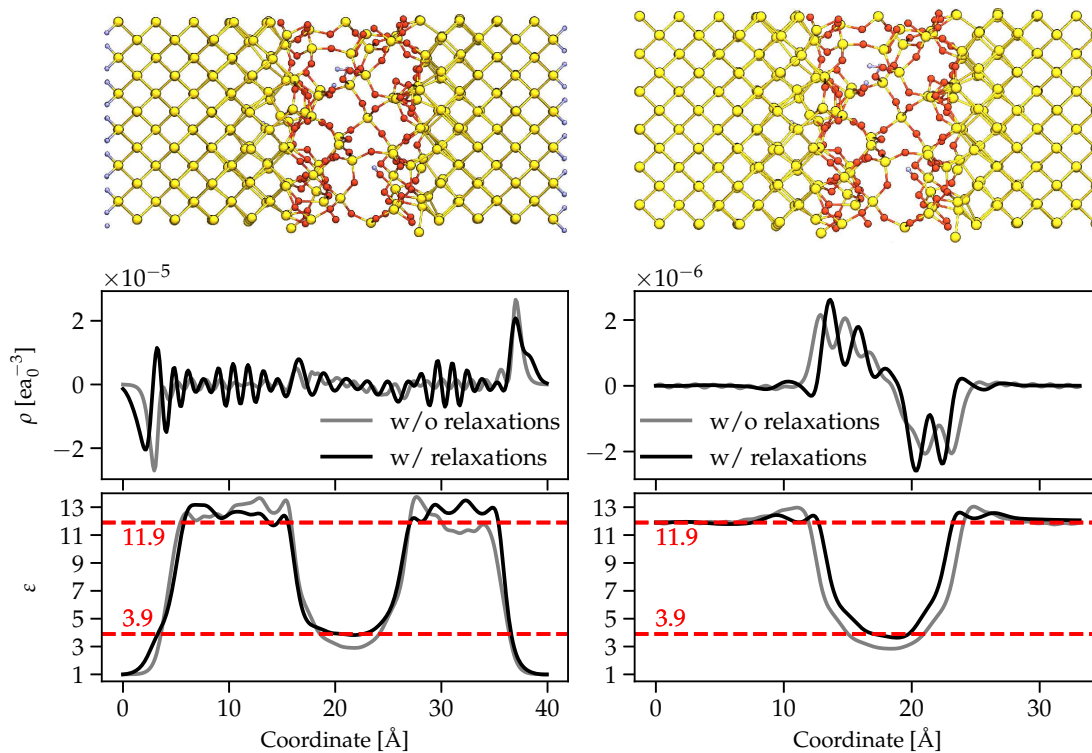 ×10⁻⁵
2
0
−2
ρ [ea₀⁻³]
w/o relaxations
w/ relaxations
13
11
9
7
5
3
1
ε
11.9
3.9
0 10 20 30 40
Coordinate [Å]
×10⁻⁶
2
0
−2
w/o relaxations
w/ relaxations
13
11
9
7
5
3
1
11.9
3.9
0 10 20 30
Coordinate [Å]